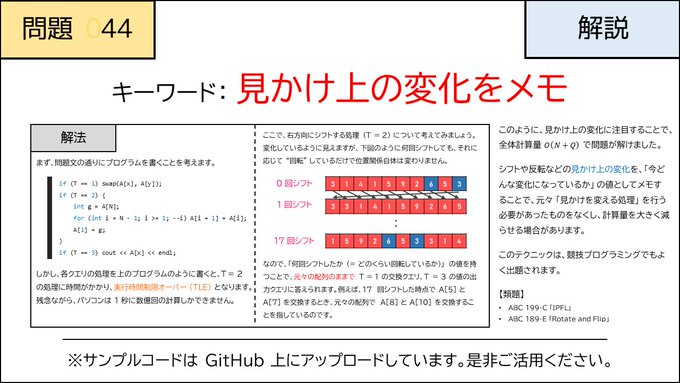 問題 044
解説
キーワード: 見かけ上の変化をメモ
解法
まず、問題文の通りにプログラムを書くことを考えます。
if (T == 1) swap(A[x], A[y]);
if (T == 2) {
int g = A[N];
for (int i = N - 1; i >= 1; --i) A[i + 1] = A[i];
A[1] = g;
}
if (T == 3) cout << A[x] << endl;
しかし、各クエリの処理を上のプログラムのように書くと、T = 2
の処理に時間がかかり、実行時間制限オーバー (TLE) となります。
残念ながら、パソコンは 1 秒に数億回の計算しかできません。
ここで、右方向にシフトする処理 (T = 2) について考えてみましょう。
変化しているように見えますが、下図のように何回シフトしても、それに
応じて “回転” しているだけで位置関係自体は変わりません。
0 回シフト 3 1 4 1 5 9 2 6 5 3
1 回シフト 3 3 1 4 1 5 9 2 6 5
:
17 回シフト 1 5 9 2 6 5 3 3 1 4
なので、「何回シフトしたか (= どのくらい回転しているか)」 の値を持
つことで、元々の配列のままで T = 1 の交換クエリ、T = 3 の値の出
力クエリに答えられます。例えば、17 回シフトした時点で A[5] と
A[7] を交換するとき、元々の配列で A[8] と A[10] を交換するこ
とを指しているのです。
このように、見かけ上の変化に注目することで、
全体計算量 O(N + Q) で問題が解けました。
シフトや反転などの見かけ上の変化を、「今ど
んな変化になっているか」 の値としてメモす
ることで、元々 「見かけを変える処理」 を行う
必要があったものをなくし、計算量を大きく減
らせる場合があります。
このテクニックは、競技プログラミングでもよ
く出題されます。
【類題】
• ABC 199-C 「IPFL」
• ABC 189-E 「Rotate and Flip」
※サンプルコードは GitHub 上にアップロードしています。是非ご活用ください。